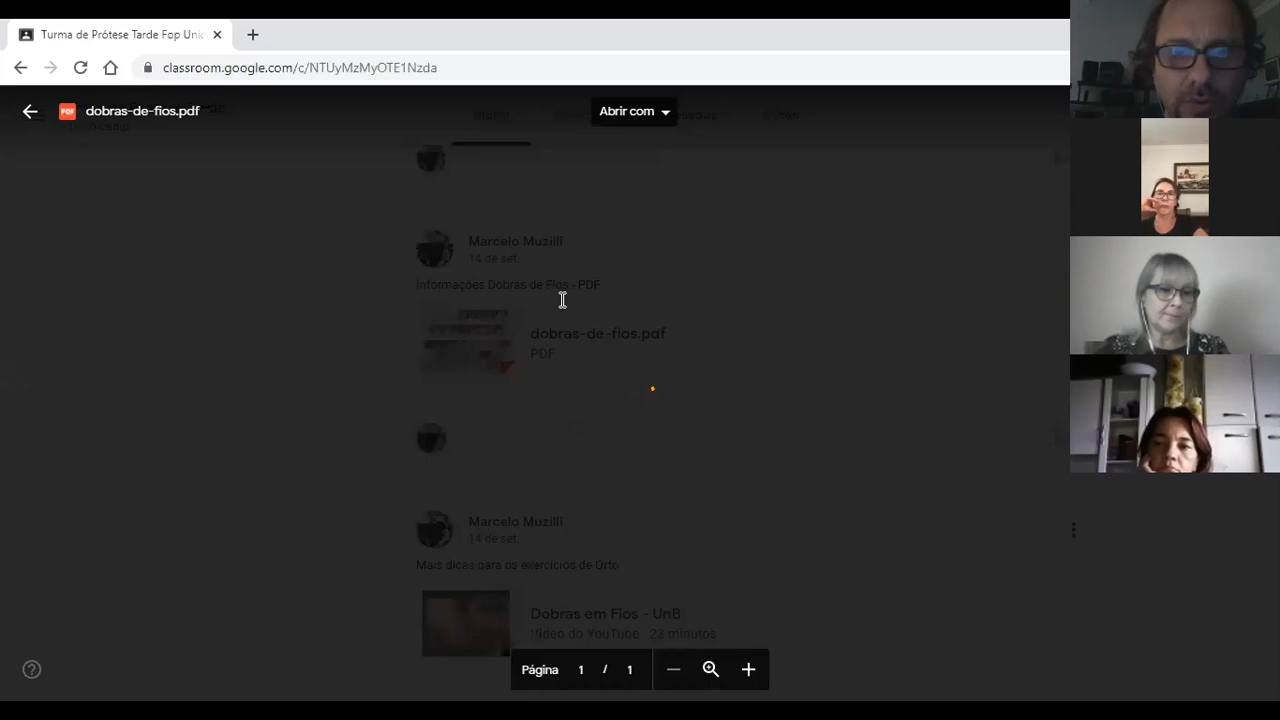 Turma de Prótese Tarde Fop Unic
classroom.google.com/c/NTUyMzMyOTE1Nzda
dobras-de-fios.pdf
Abrir com
Marcelo Muzilli
14 de set.
Informações Dobras de Fios - PDF
dobras-de-fios.pdf
PDF
Marcelo Muzilli
14 de set.
Mais dicas para os exercícios de Orto
Dobras em Fios - UnB
Vídeo do YouTube 22 minutos
Página 1 / 1